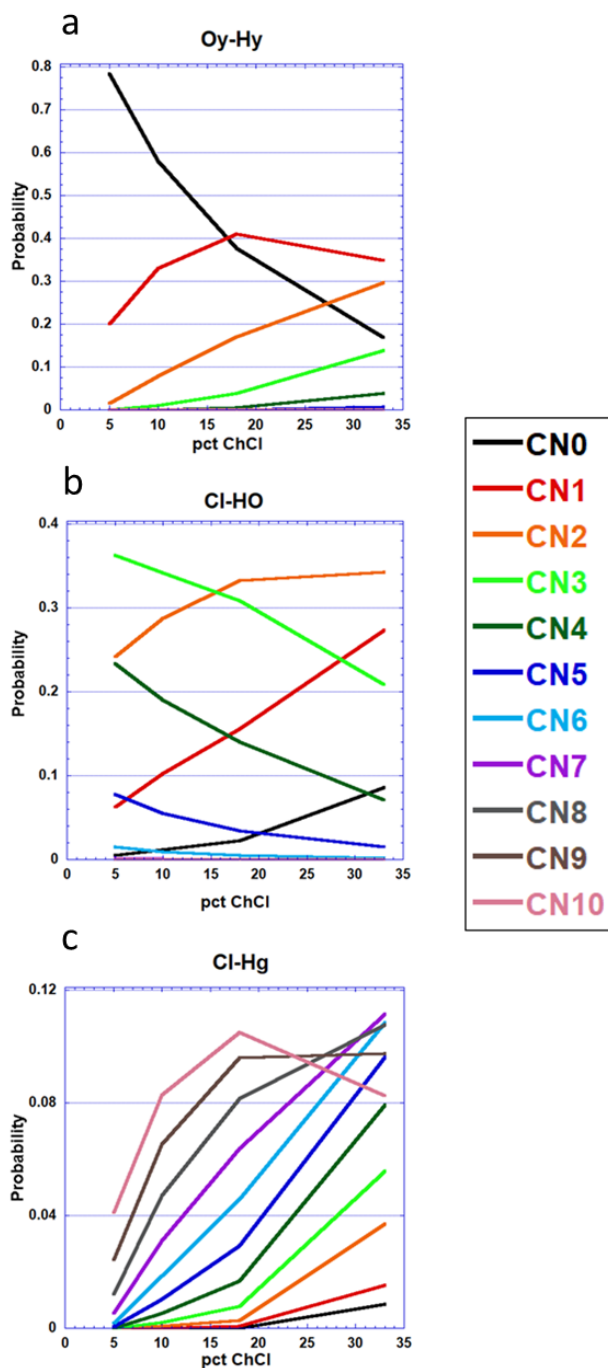 a
Oy-Hy
0.8
0.7
0.6
0.5
0.4
0.3
0.2
0.1
0
Probability
0 5 10 15 20 25 30 35
pct ChCl
b
Cl-HO
0.4
0.3
0.2
0.1
0
Probability
0 5 10 15 20 25 30 35
pct ChCl
c
Cl-Hg
0.12
0.08
0.04
0
Probability
0 5 10 15 20 25 30 35
pct ChCl
CN0
CN1
CN2
CN3
CN4
CN5
CN6
CN7
CN8
CN9
CN10